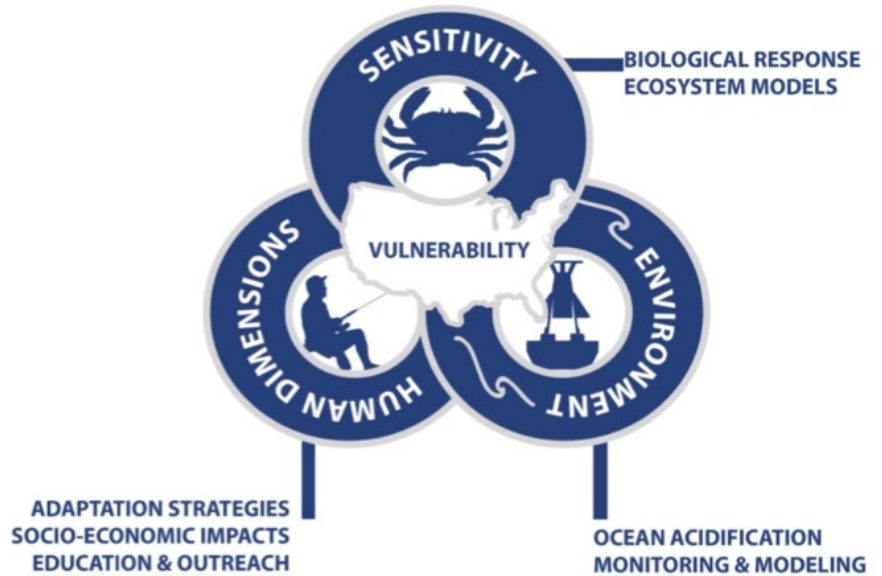 SENSITIVITY
BIOLOGICAL RESPONSE
ECOSYSTEM MODELS
VULNERABILITY
HUMAN DIMENSIONS
ENVIRONMENT
ADAPTATION STRATEGIES
SOCIO-ECONOMIC IMPACTS
EDUCATION & OUTREACH
OCEAN ACIDIFICATION
MONITORING & MODELING